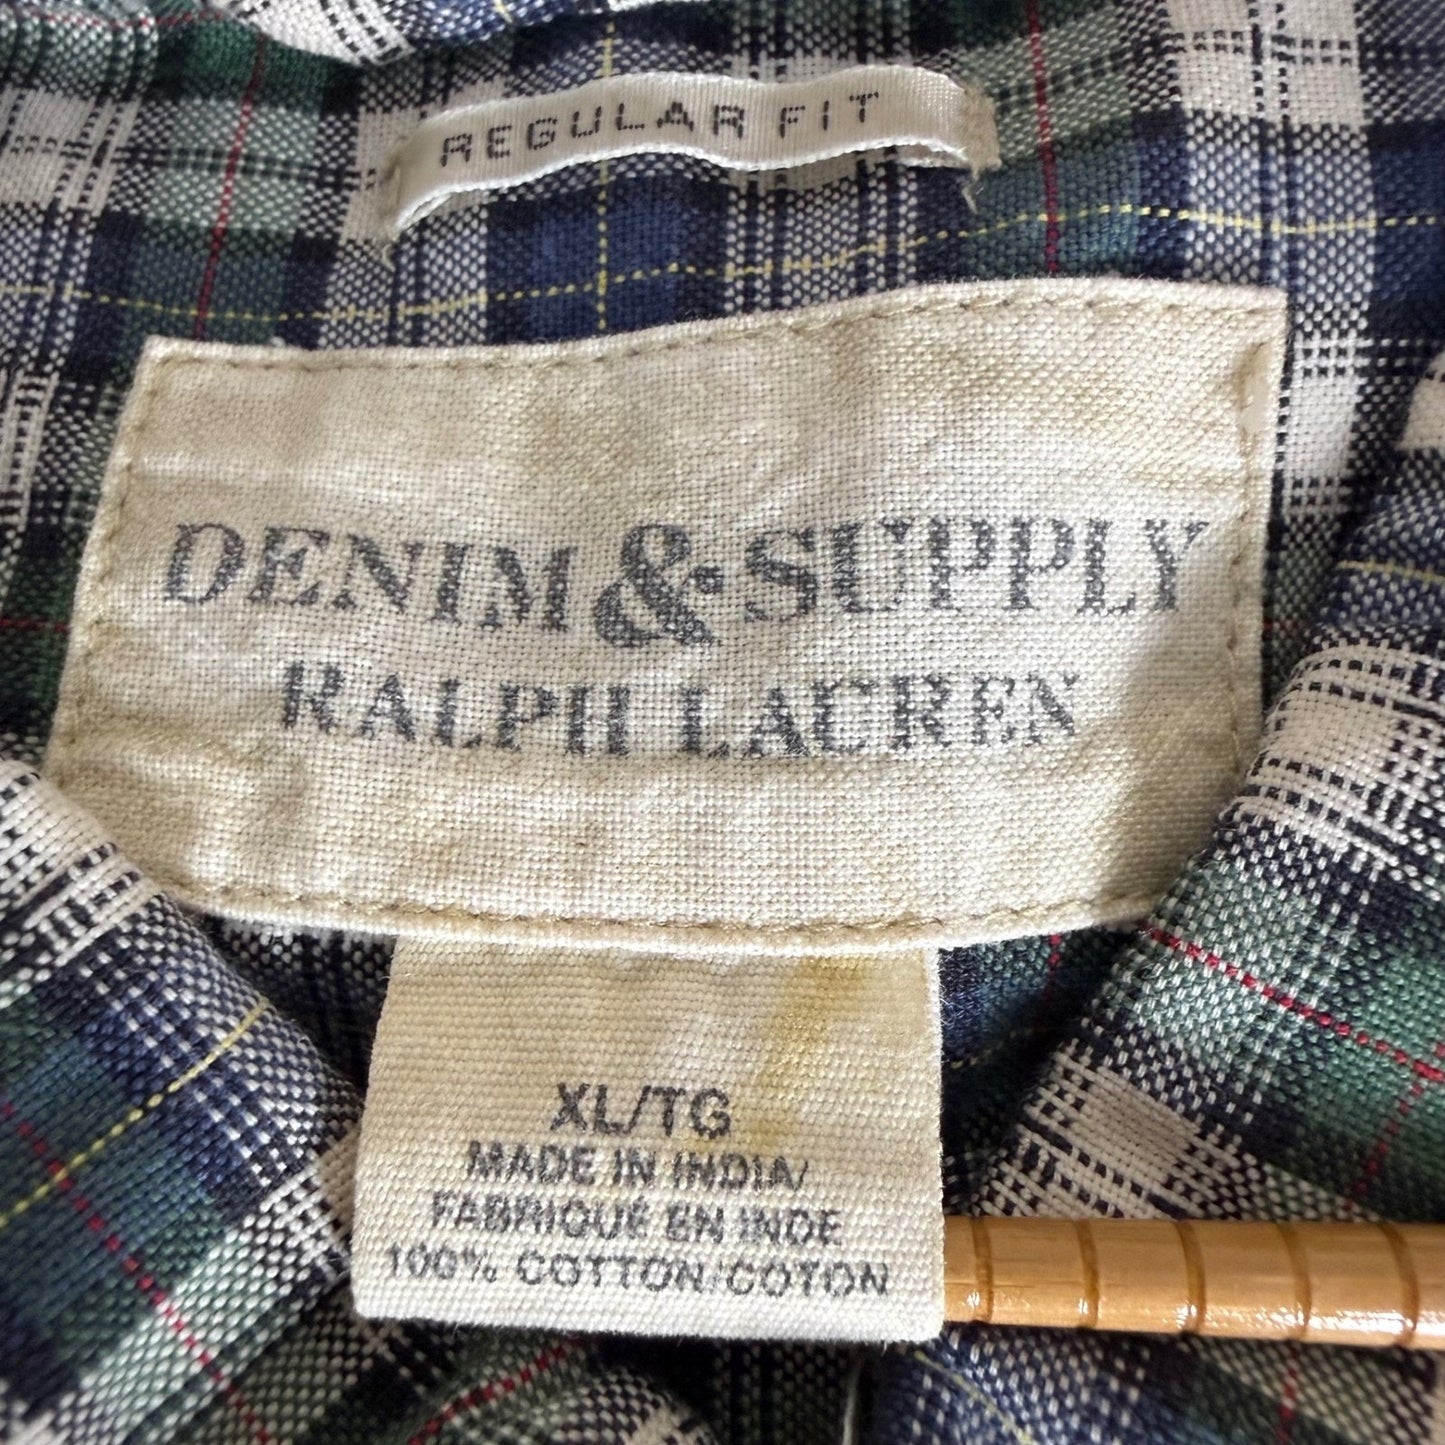 REGULAR FIT
DENIM & SUPPLY
RALPH LAUREN
XL/TG
MADE IN INDIA/
FABRIQUÉ EN INDE
100% COTTON/COTON